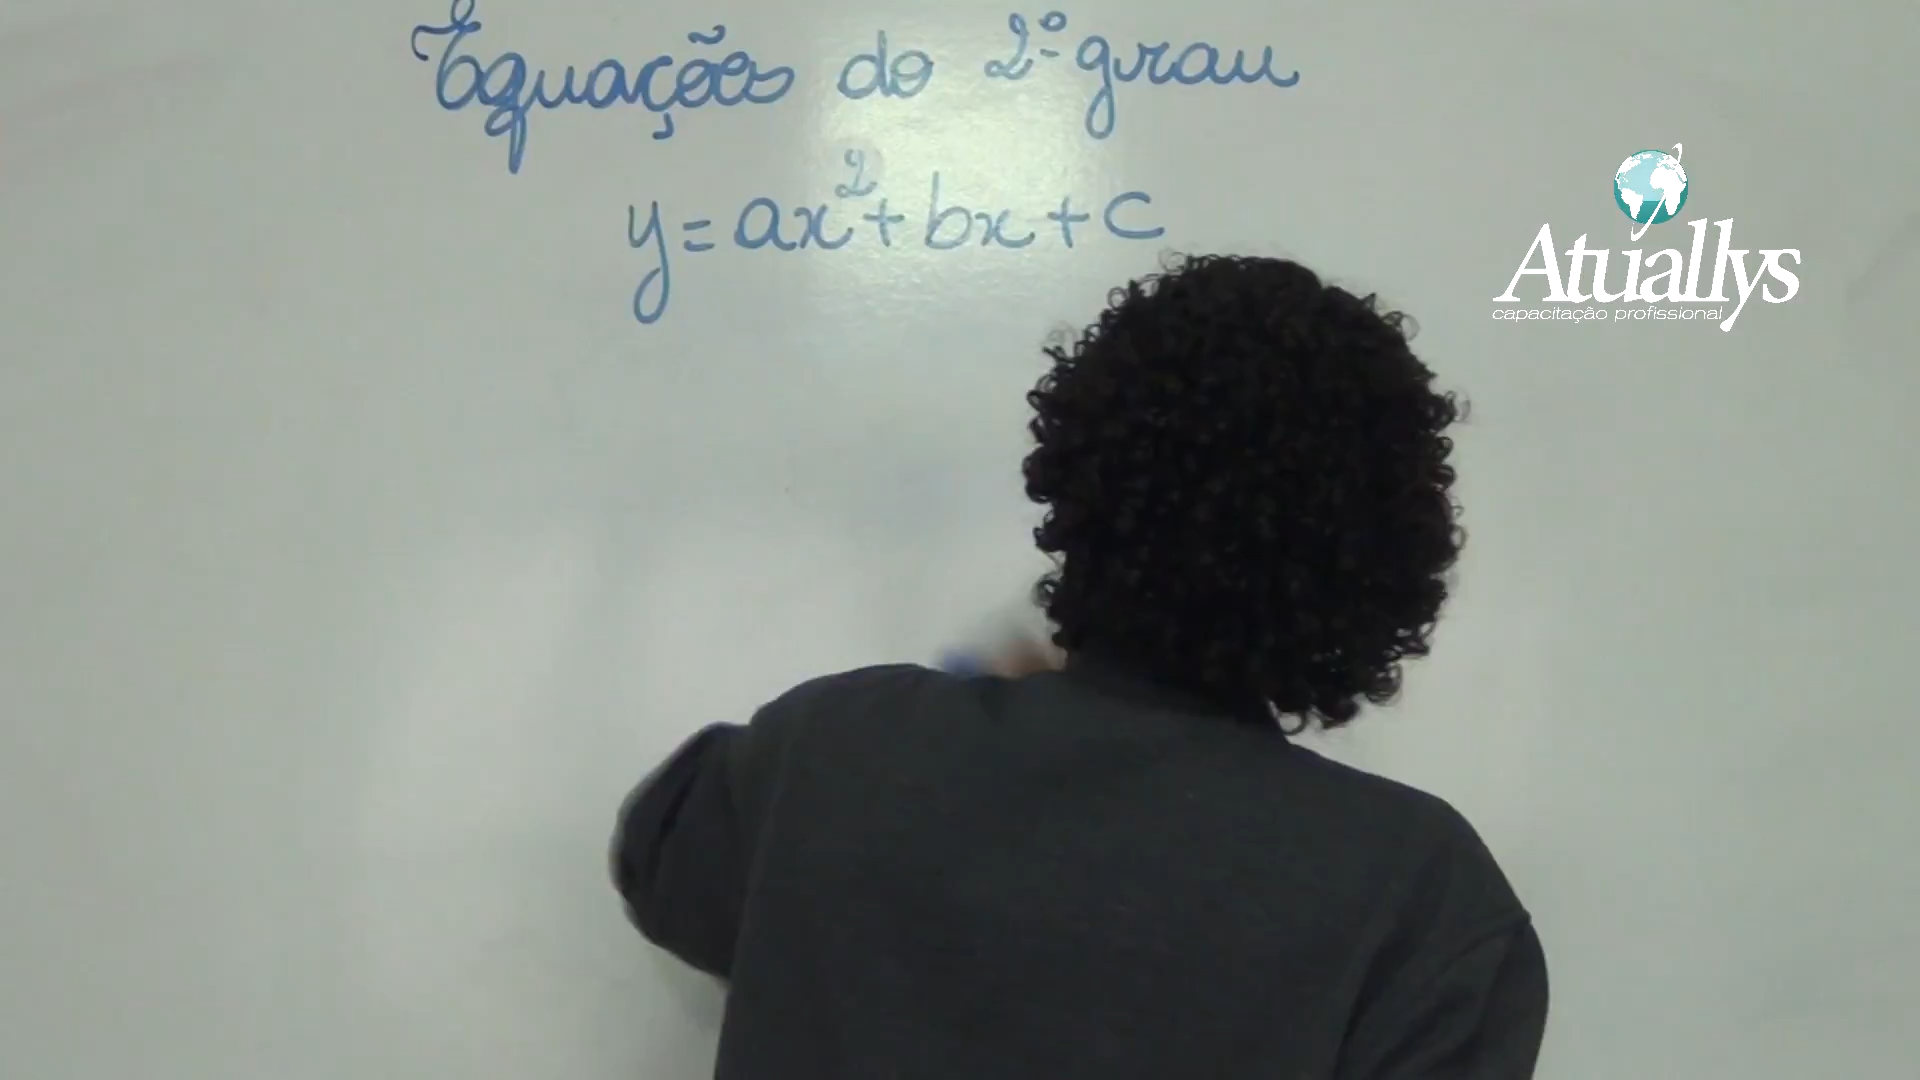 Equações do 2º grau
y = ax² + bx + c
Atuallys
capacitação profissional